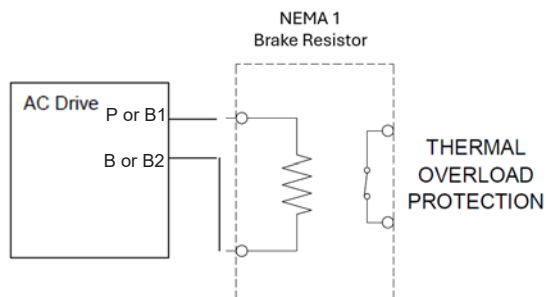 NEMA 1
Brake Resistor
AC Drive
P or B1
B or B2
THERMAL
OVERLOAD
PROTECTION